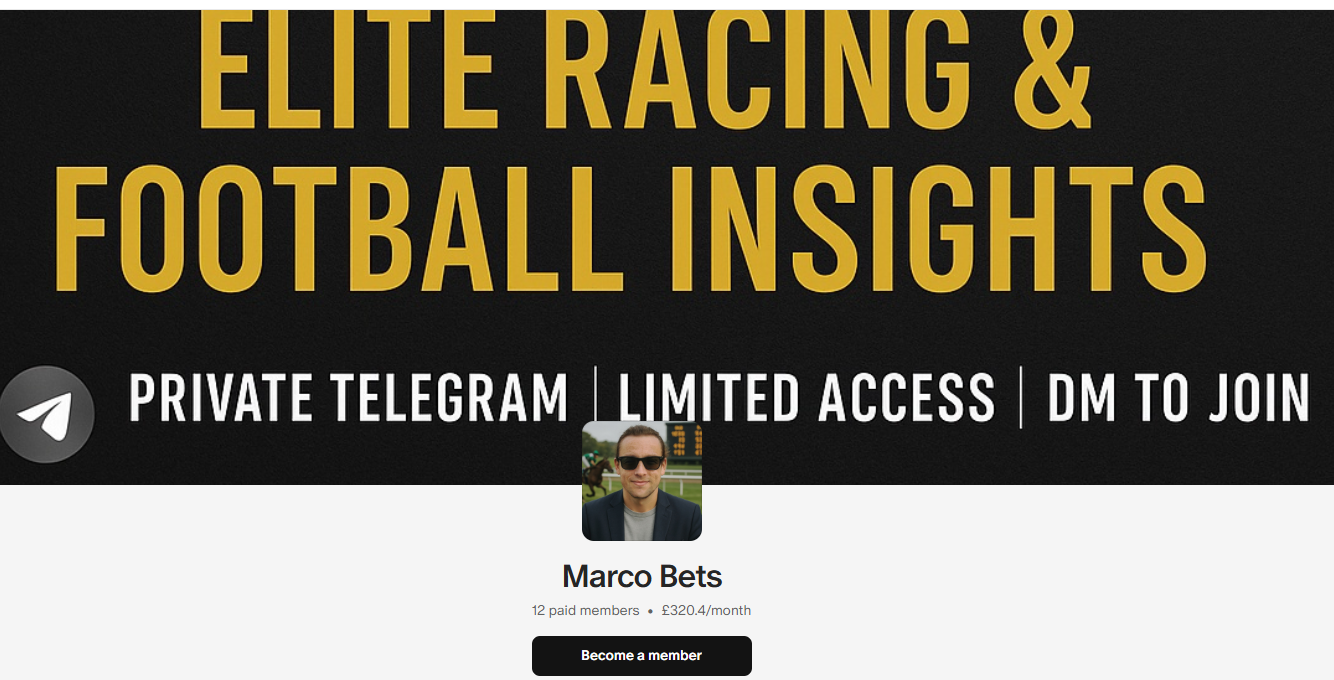 ELITE RACING &
FOOTBALL INSIGHTS
PRIVATE TELEGRAM | LIMITED ACCESS | DM TO JOIN
Marco Bets
12 paid members • £320.4/month
Become a member